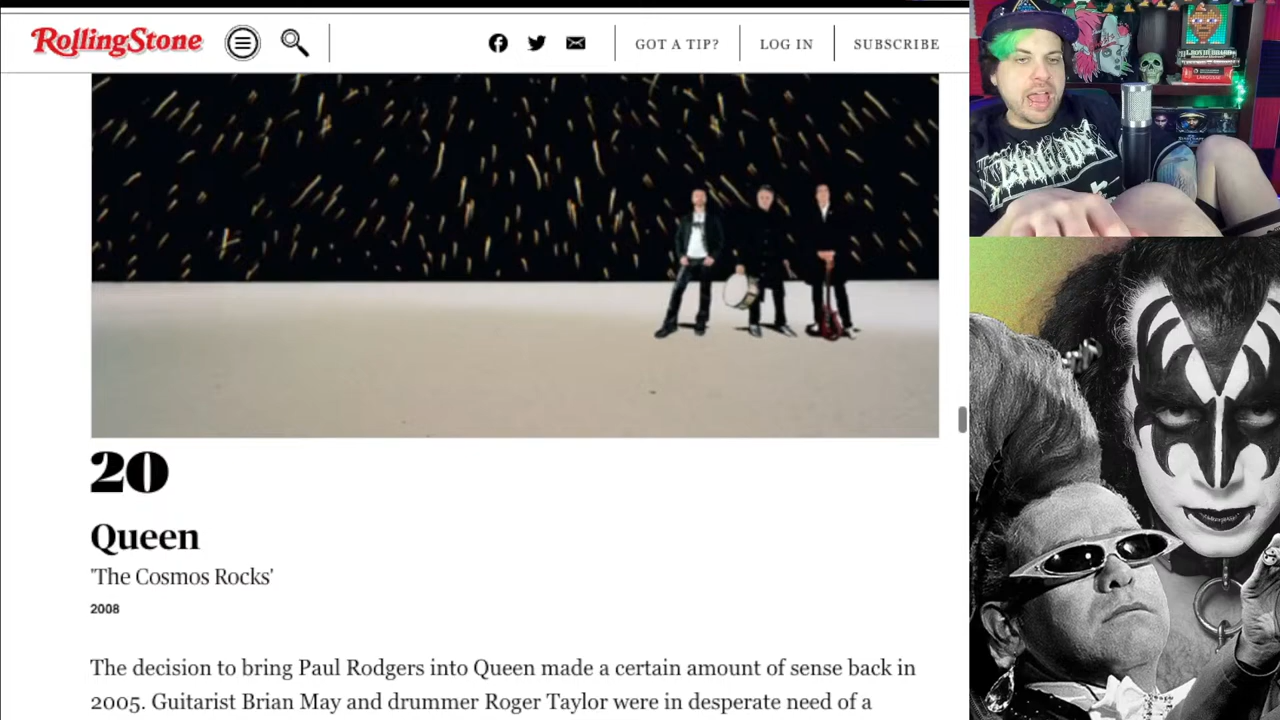 RollingStone
GOT A TIP?
LOG IN
SUBSCRIBE
20
Queen
'The Cosmos Rocks'
2008
The decision to bring Paul Rodgers into Queen made a certain amount of sense back in
2005. Guitarist Brian May and drummer Roger Taylor were in desperate need of a